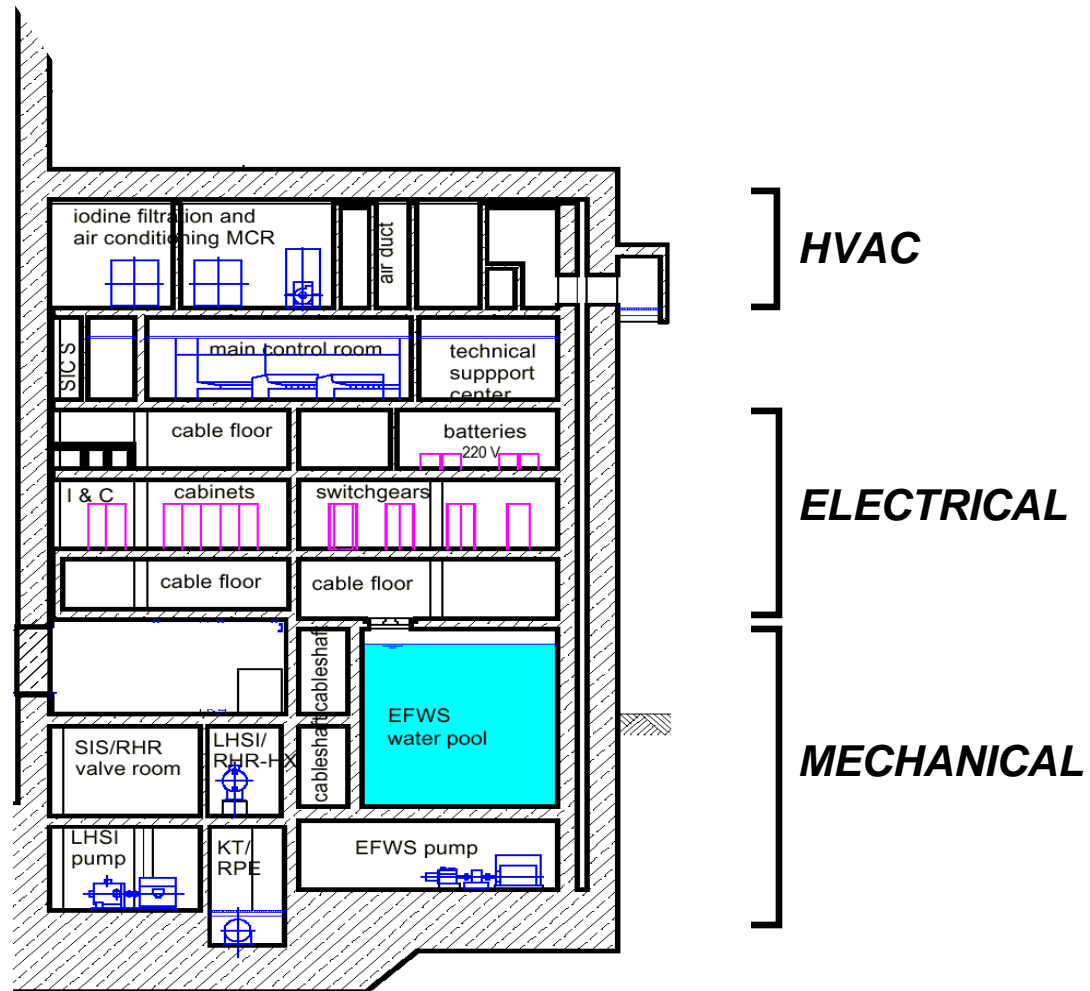 iodine filtration and
air conditioning MCR
air duct
HVAC
SIC S
main control room
technical
suppport
center
cable floor
batteries
220 V
I & C
cabinets
switchgears
ELECTRICAL
cable floor
cable floor
cableshaft
EFWS
water pool
SIS/RHR
valve room
LHSI/
RHR-HX
cableshaft
MECHANICAL
LHSI
pump
KT/
RPE
EFWS pump